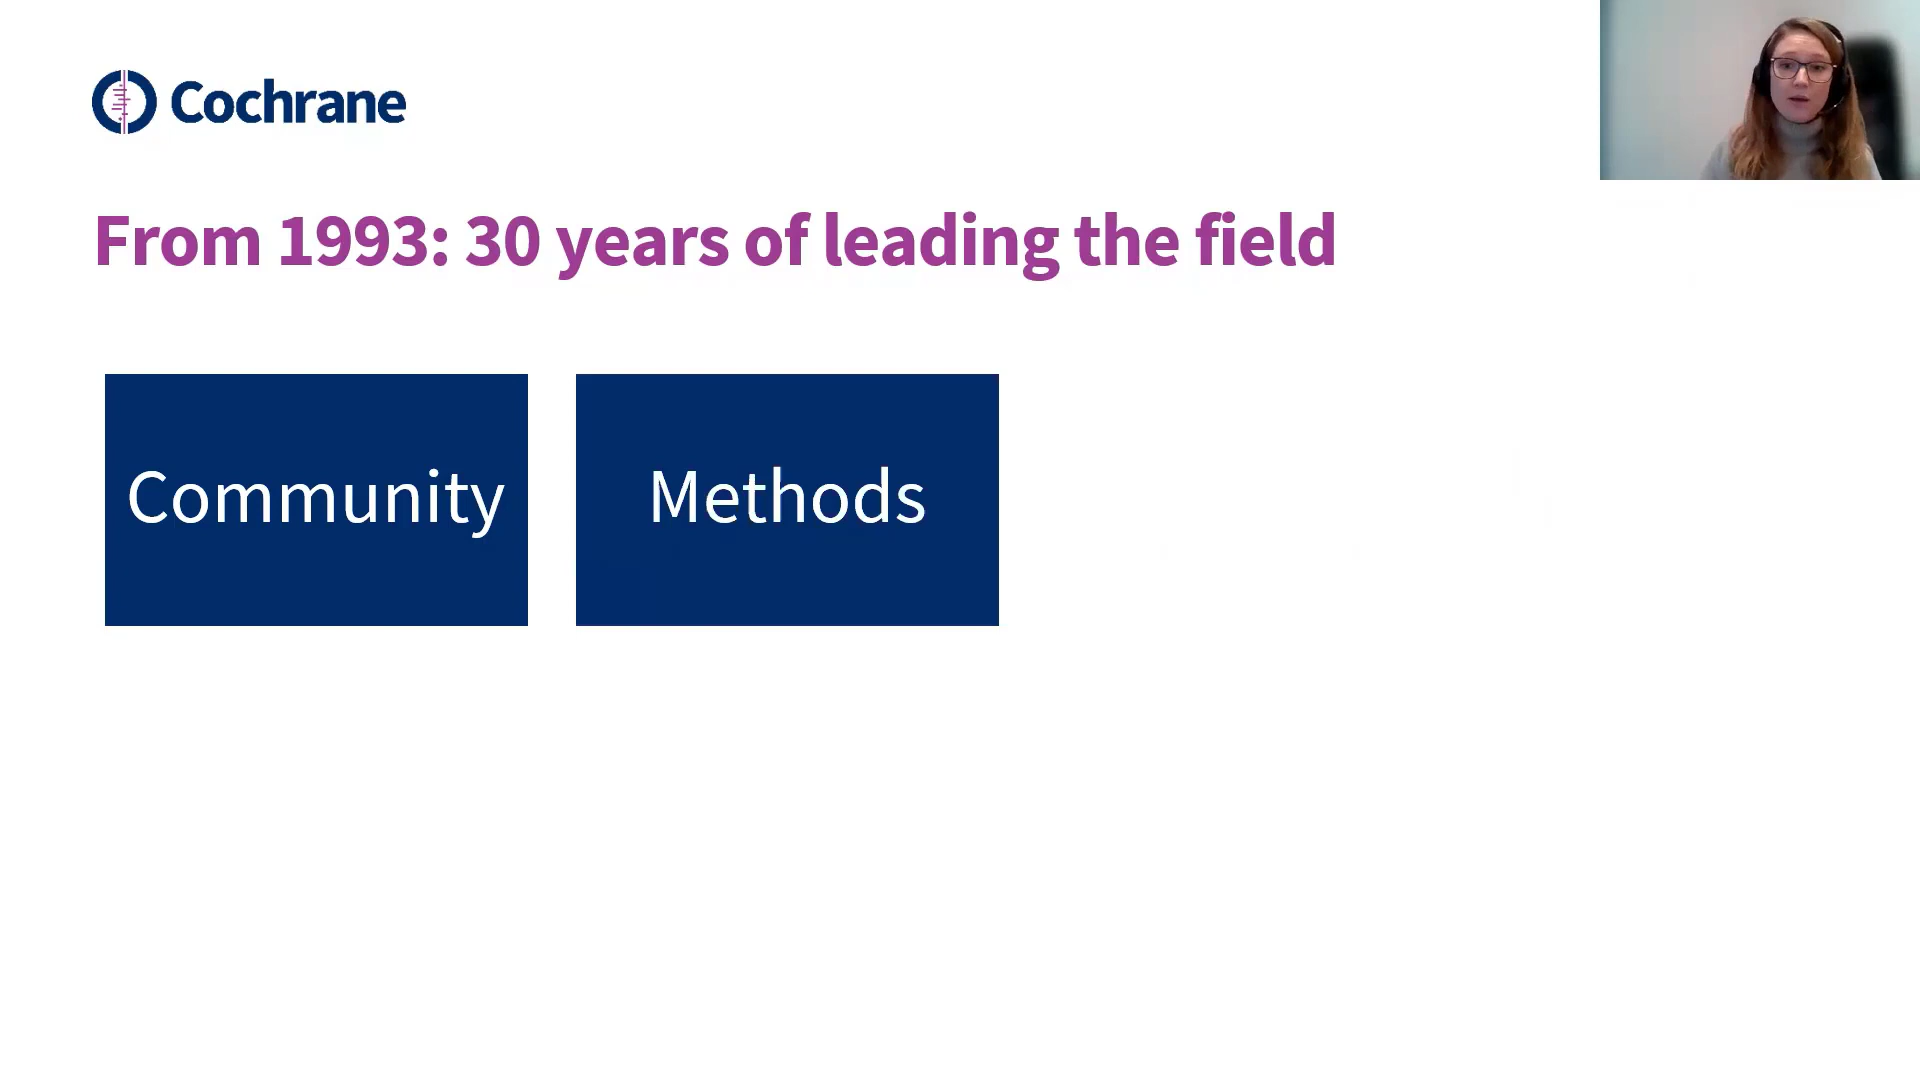 Cochrane
From 1993: 30 years of leading the field
Community
Methods